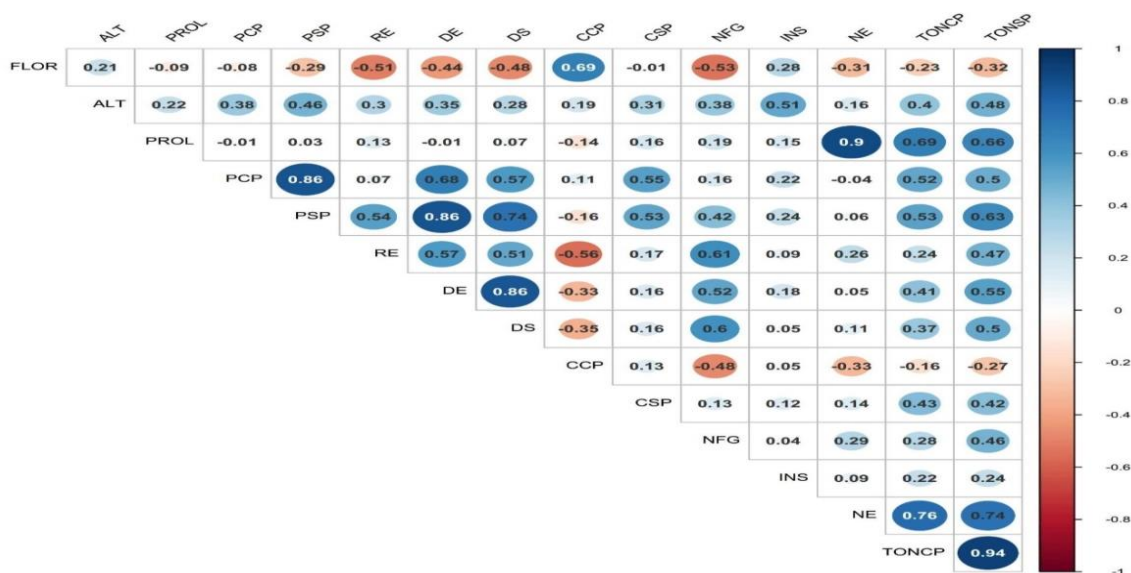 ALT PROL PCP PSP RE DE DS CCP CSP NFG INS NE TONCP TONSP
FLOR 0.21 -0.09 -0.08 -0.29 -0.51 -0.44 -0.48 0.69 -0.01 -0.53 0.28 -0.31 -0.23 -0.32
ALT 0.22 0.38 0.46 0.3 0.35 0.28 0.19 0.31 0.38 0.51 0.16 0.4 0.48
PROL -0.01 0.03 0.13 -0.01 0.07 -0.14 0.16 0.19 0.15 0.9 0.69 0.66
PCP 0.86 0.07 0.68 0.57 0.11 0.55 0.16 0.22 -0.04 0.52 0.5
PSP 0.54 0.86 0.74 -0.16 0.53 0.42 0.24 0.06 0.53 0.63
RE 0.57 0.51 -0.56 0.17 0.61 0.09 0.26 0.24 0.47
DE 0.86 -0.33 0.16 0.52 0.18 0.05 0.41 0.55
DS -0.35 0.16 0.6 0.05 0.11 0.37 0.5
CCP 0.13 -0.48 0.05 -0.33 -0.16 -0.27
CSP 0.13 0.12 0.14 0.43 0.42
NFG 0.04 0.29 0.28 0.46
INS 0.09 0.22 0.24
NE 0.76 0.74
TONCP 0.94
1
0.8
0.6
0.4
0.2
0
-0.2
-0.4
-0.6
-0.8
-1